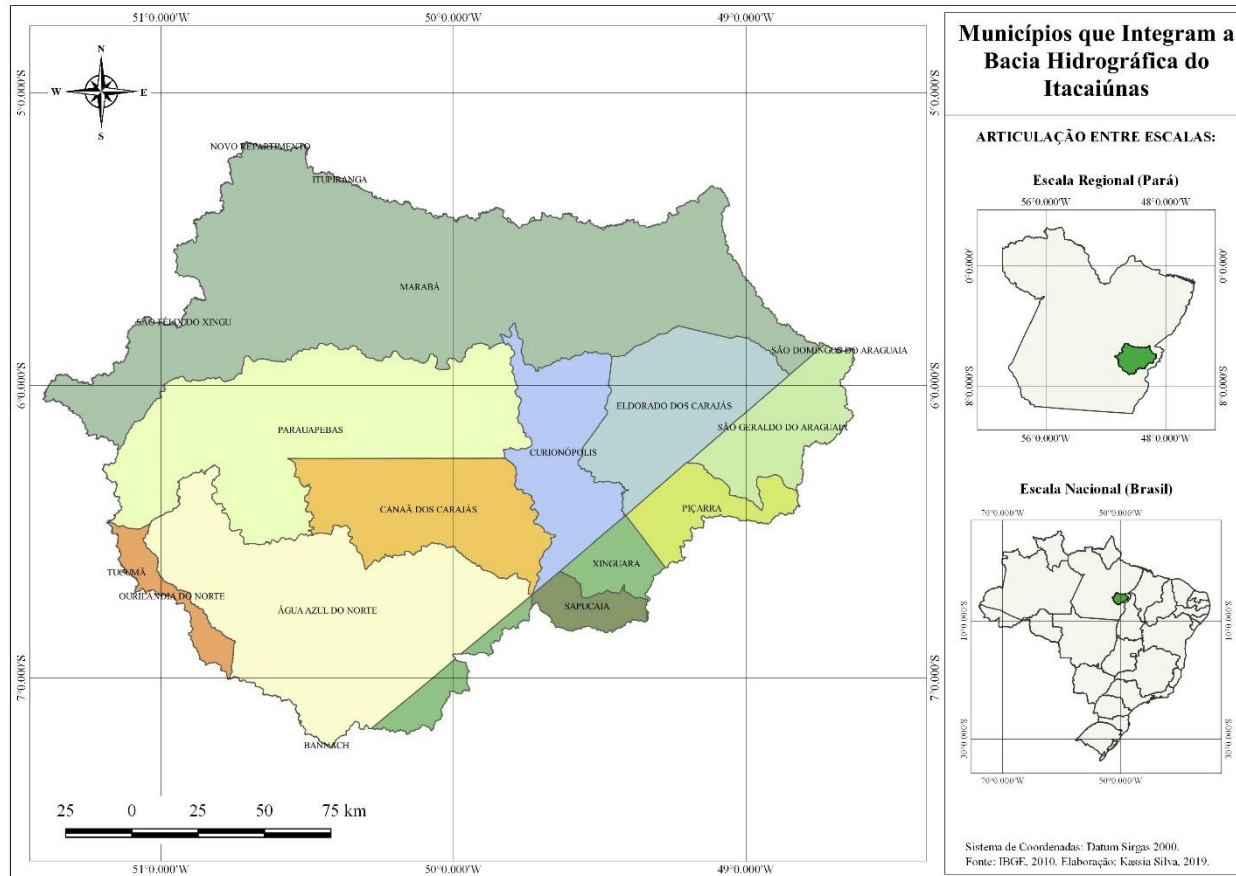 51°0.000'W 50°0.000'W 49°0.000'W
N
W E
S
5°0.000'S 5°0.000'S
NOVO REPARTIMENTO
ITUPIRANGA
MARABÁ
SÃO FÉLIX DO XINGU
SÃO DOMINGOS DO ARAGUAIA
6°0.000'S 6°0.000'S
ELDORADO DOS CARAJÁS
SÃO GERALDO DO ARAGUAIA
PARAUAPEBAS
CURIONÓPOLIS
CANAÃ DOS CARAJÁS
PIÇARRA
XINGUARA
TUCUMÃ
OURILÂNDIA DO NORTE
SAPUCAIA
ÁGUA AZUL DO NORTE
7°0.000'S 7°0.000'S
BANNACH
25 0 25 50 75 km
51°0.000'W 50°0.000'W 49°0.000'W
Municípios que Integram a
Bacia Hidrográfica do
Itacaiúnas
ARTICULAÇÃO ENTRE ESCALAS:
Escala Regional (Pará)
56°0.000'W 48°0.000'W
0°0.000' 0°0.000'
8°0.000'S 8°0.000'S
56°0.000'W 48°0.000'W
Escala Nacional (Brasil)
70°0.000'W 50°0.000'W
10°0.000'S 10°0.000'S
30°0.000'S 30°0.000'S
70°0.000'W 50°0.000'W
Sistema de Coordenadas: Datum Sirgas 2000.
Fonte: IBGE, 2010. Elaboração: Kassia Silva, 2019.